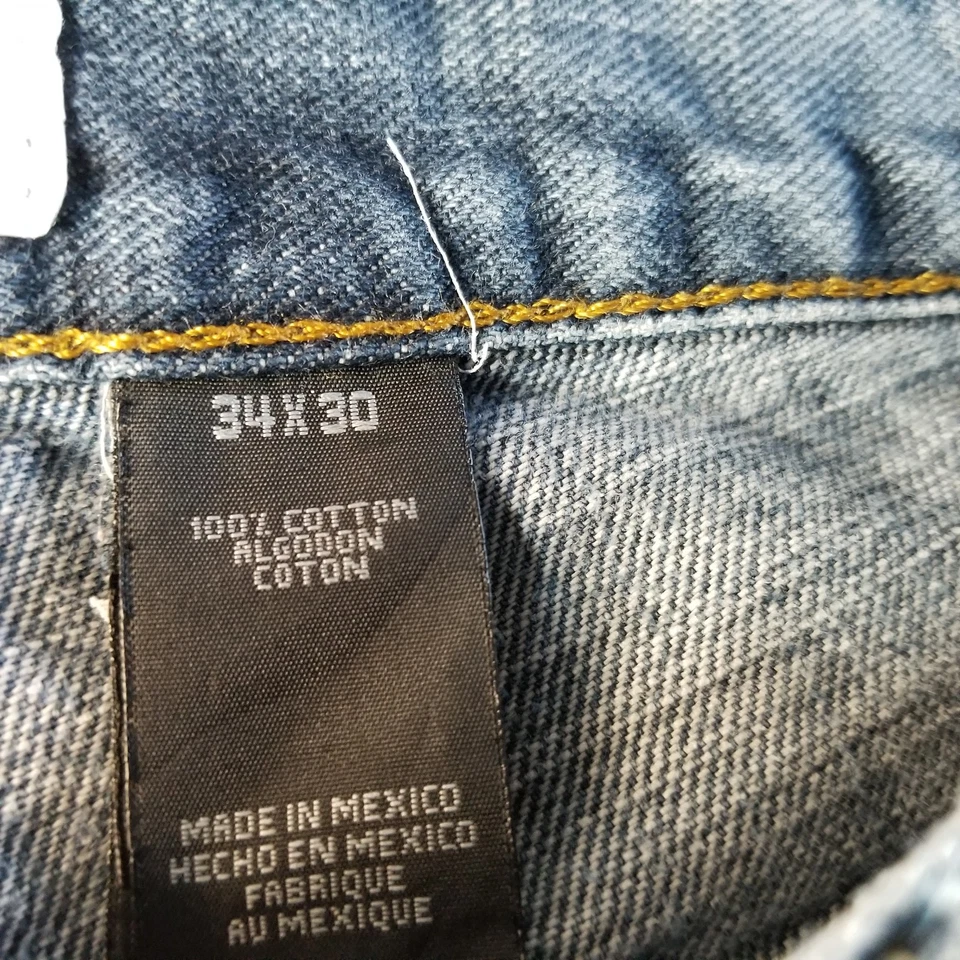 34X30
100% COTTON
ALGODON
COTON
MADE IN MEXICO
HECHO EN MEXICO
FABRIQUE
AU MEXIQUE